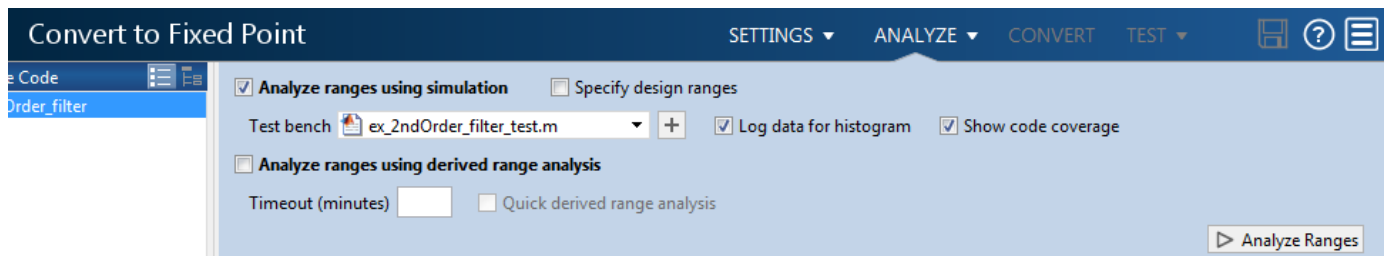 Convert to Fixed Point SETTINGS ANALYZE CONVERT TEST ?
e Code
Order_filter
Analyze ranges using simulation Specify design ranges
Test bench ex_2ndOrder_filter_test.m + Log data for histogram Show code coverage
Analyze ranges using derived range analysis
Timeout (minutes) Quick derived range analysis
Analyze Ranges